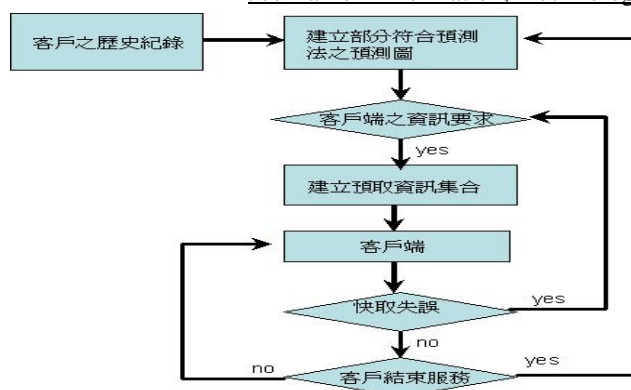 客戶之歷史紀錄
建立部分符合預測
法之預測圖
客戶端之資訊要求
yes
建立預取資訊集合
客戶端
快取失誤
yes
no
客戶結束服務
no
yes